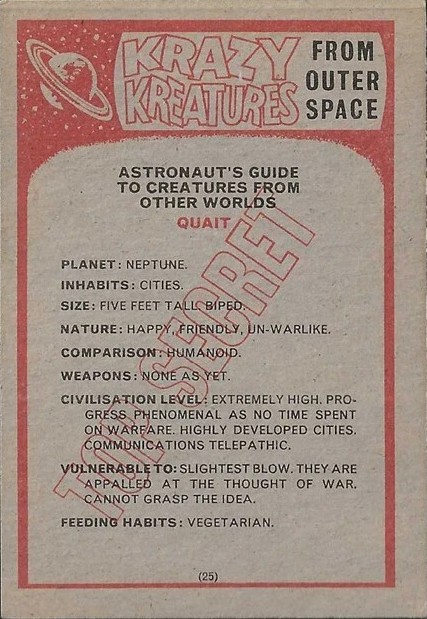 KRAZY
KREATURES
FROM
OUTER
SPACE
ASTRONAUT'S GUIDE
TO CREATURES FROM
OTHER WORLDS
QUAIT
PLANET: NEPTUNE.
INHABITS: CITIES.
SIZE: FIVE FEET TALL, BIPED.
NATURE: HAPPY, FRIENDLY, UN-WARLIKE.
COMPARISON: HUMANOID.
WEAPONS: NONE AS YET.
CIVILISATION LEVEL: EXTREMELY HIGH. PRO-
GRESS PHENOMENAL AS NO TIME SPENT
ON WARFARE. HIGHLY DEVELOPED CITIES.
COMMUNICATIONS TELEPATHIC.
VULNERABLE TO: SLIGHTEST BLOW. THEY ARE
APPALLED AT THE THOUGHT OF WAR.
CANNOT GRASP THE IDEA.
FEEDING HABITS: VEGETARIAN.
TOP SECRET
(25)